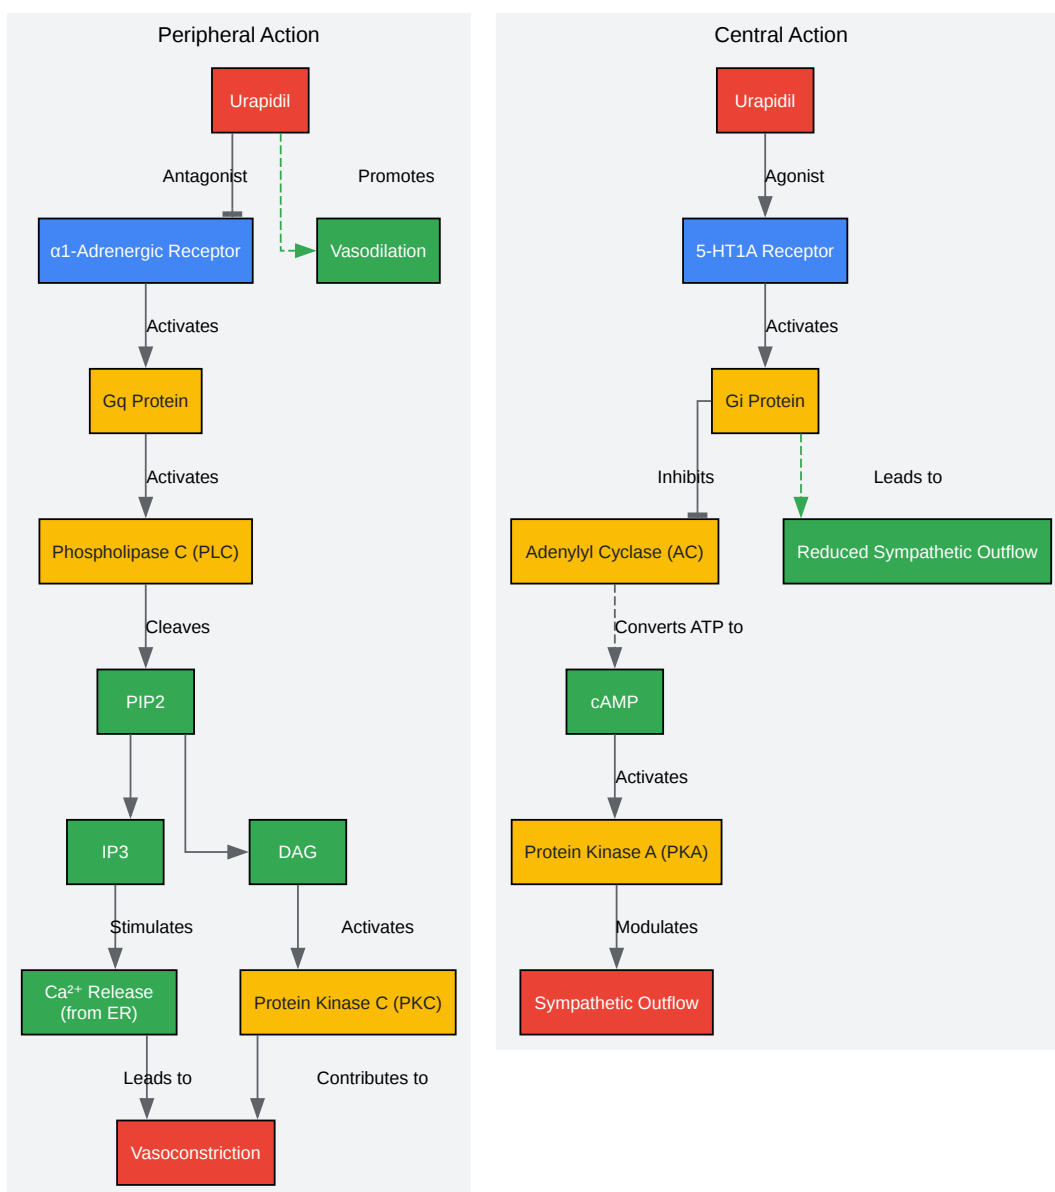 Peripheral Action
Urapidil
Antagonist
Promotes
α1-Adrenergic Receptor
Vasodilation
Activates
Gq Protein
Activates
Phospholipase C (PLC)
Cleaves
PIP2
IP3
DAG
Stimulates
Activates
Ca²⁺ Release
(from ER)
Protein Kinase C (PKC)
Leads to
Contributes to
Vasoconstriction
Central Action
Urapidil
Agonist
5-HT1A Receptor
Activates
Gi Protein
Inhibits
Leads to
Adenylyl Cyclase (AC)
Reduced Sympathetic Outflow
Converts ATP to
cAMP
Activates
Protein Kinase A (PKA)
Modulates
Sympathetic Outflow